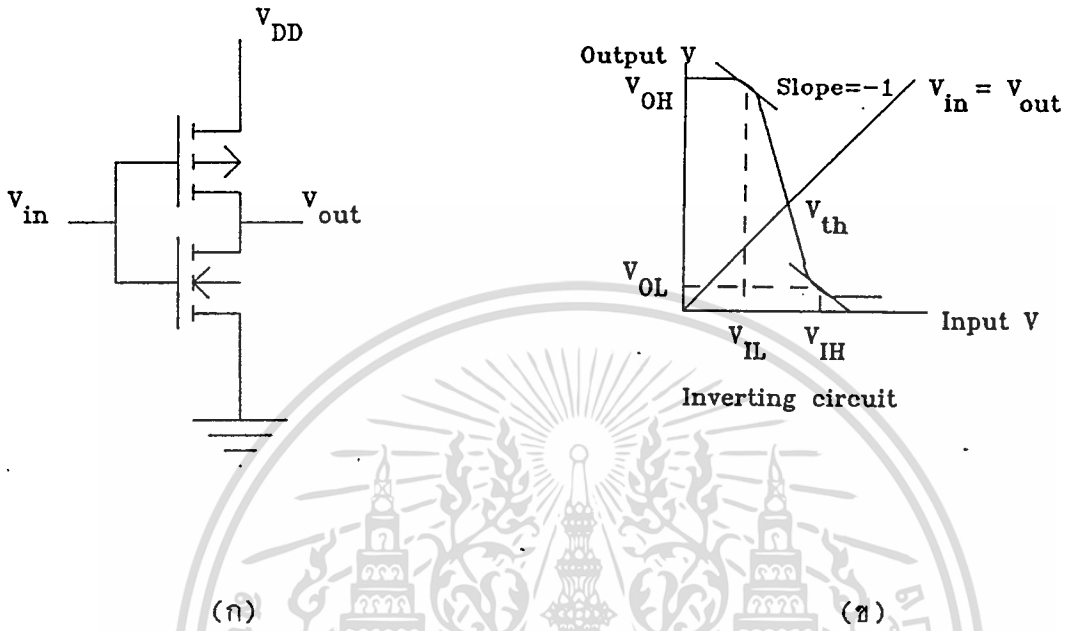 V_DD
V_in
V_out
(ก)
Output V
V_OH
Slope=-1
V_in = V_out
V_th
V_OL
V_IL
V_IH
Input V
Inverting circuit
(ข)